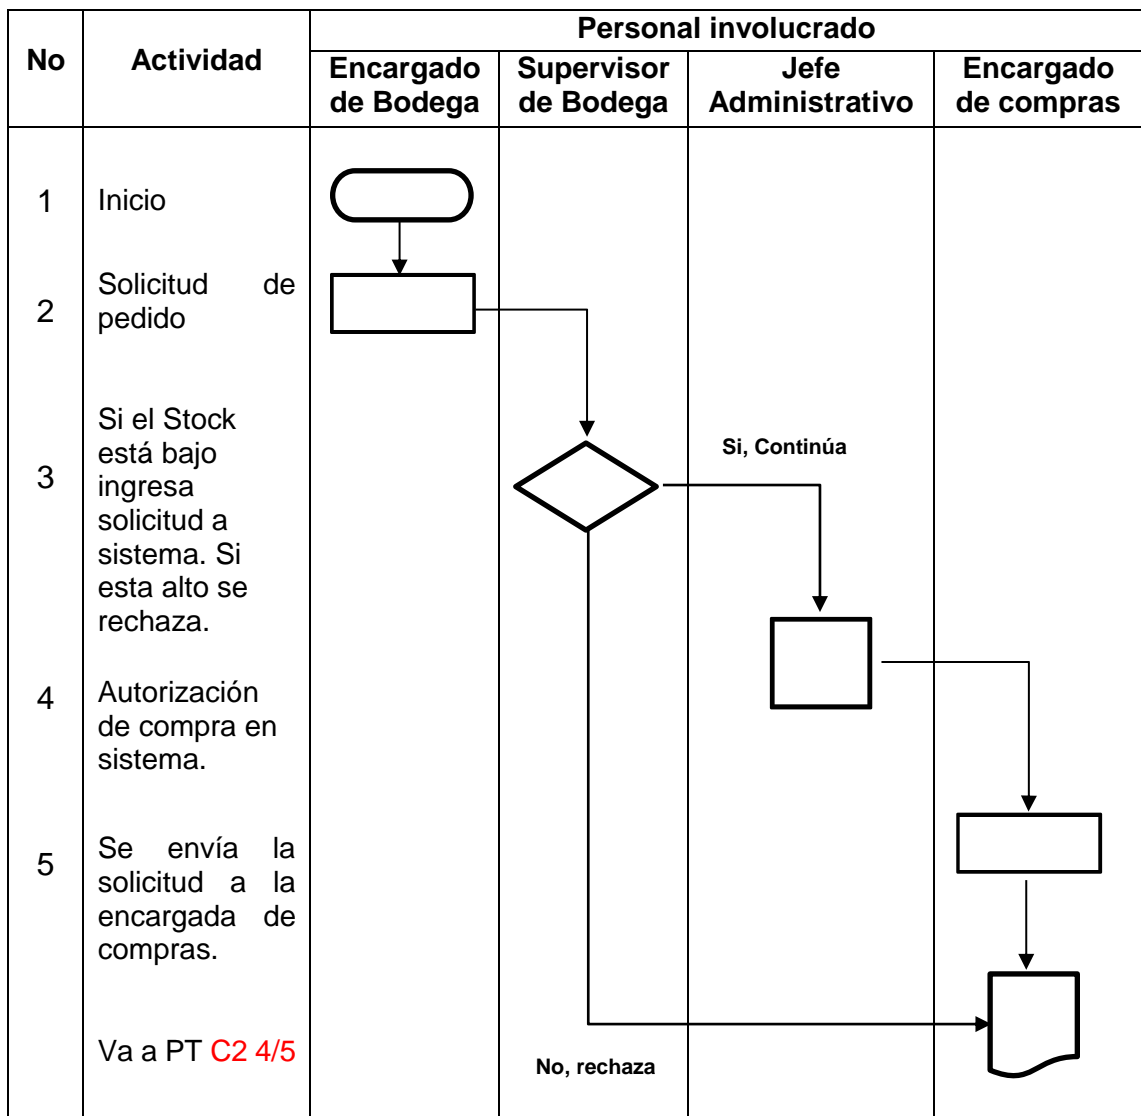 No
Actividad
Personal involucrado
Encargado
de Bodega
Supervisor
de Bodega
Jefe
Administrativo
Encargado
de compras
1
Inicio
2
Solicitud de
pedido
3
Si el Stock
está bajo
ingresa
solicitud a
sistema. Si
esta alto se
rechaza.
Si, Continúa
4
Autorización
de compra en
sistema.
5
Se envía la
solicitud a la
encargada de
compras.
Va a PT C2 4/5
No, rechaza